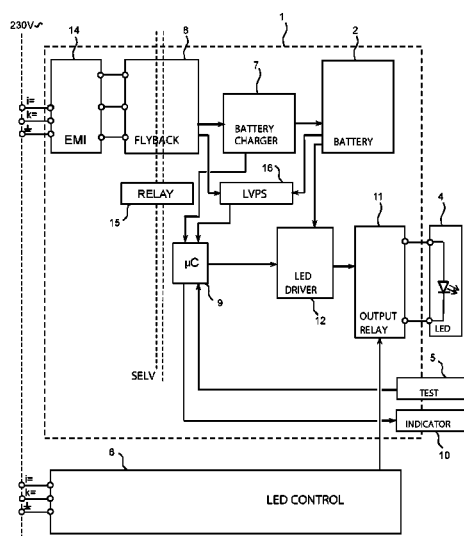 230V~
14
8
1
2
7
i=
k=
EMI
FLYBACK
BATTERY
CHARGER
BATTERY
16
LVPS
11
4
RELAY
15
µC
9
LED
DRIVER
12
OUTPUT
RELAY
LED
5
SELV
TEST
INDICATOR
10
6
i=
k=
LED CONTROL